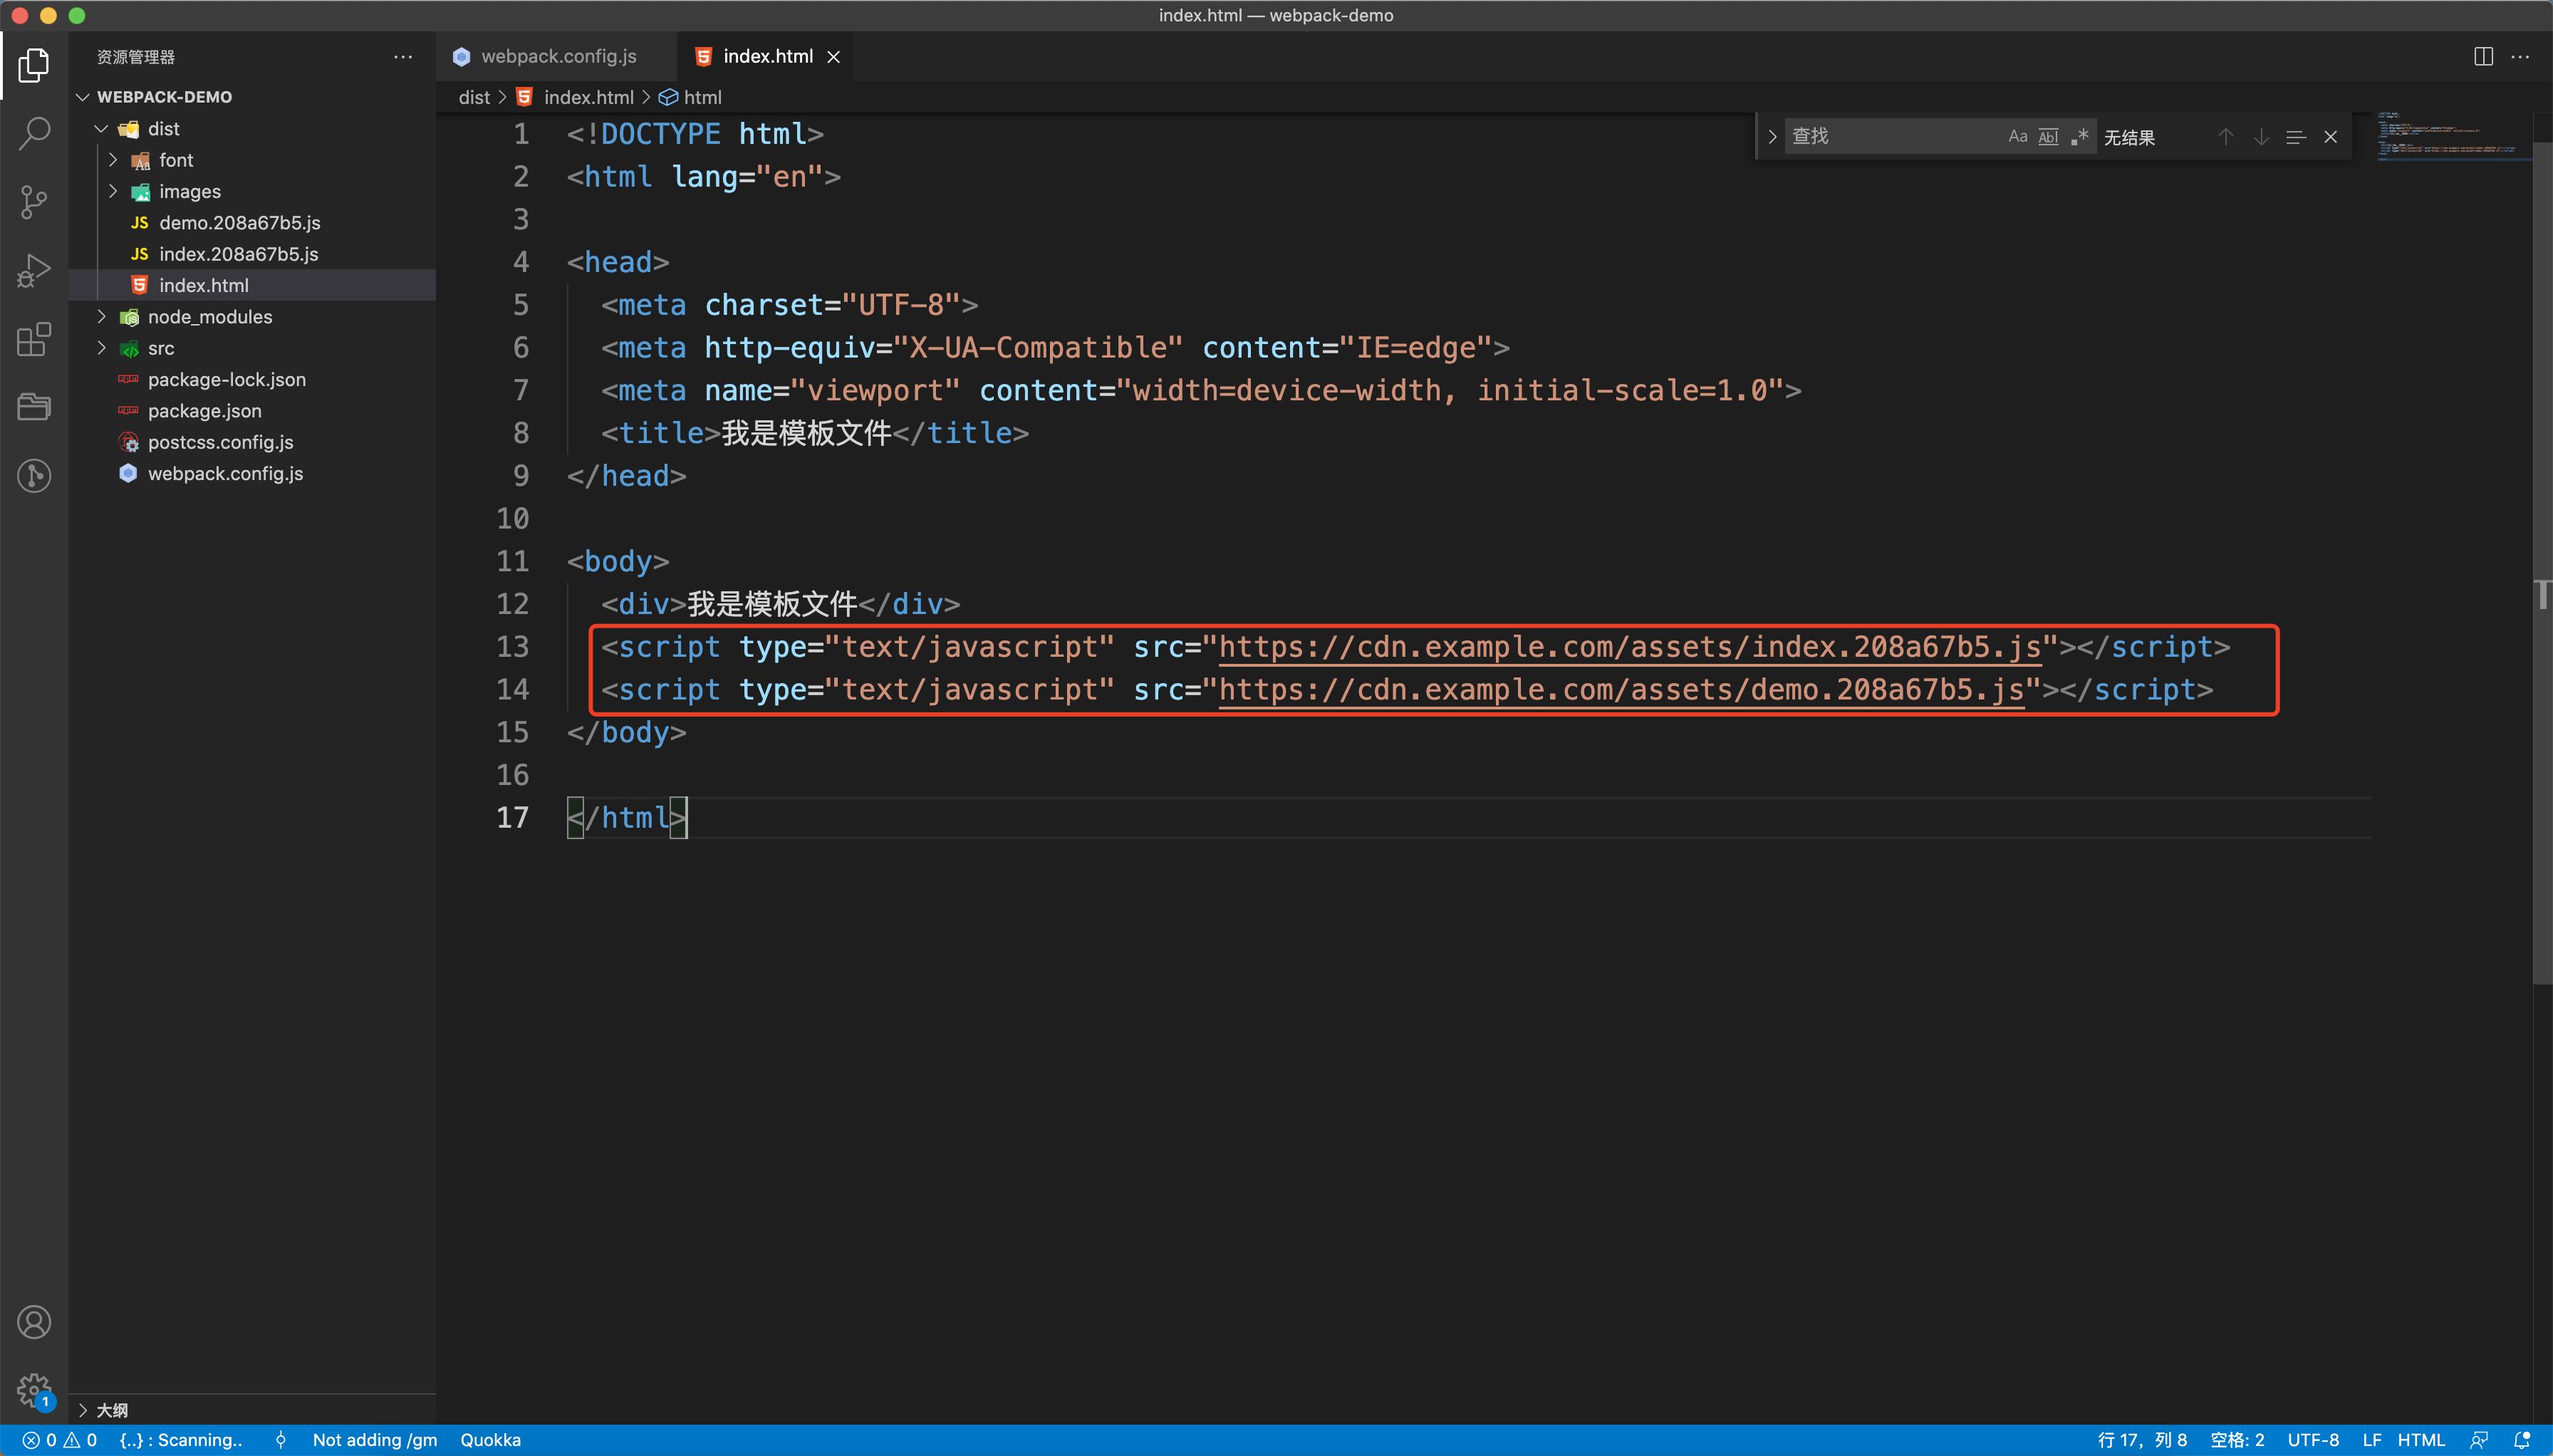 index.html — webpack-demo
资源管理器
webpack.config.js
index.html
WEBPACK-DEMO
dist
font
images
demo.208a67b5.js
index.208a67b5.js
index.html
node_modules
src
package-lock.json
package.json
postcss.config.js
webpack.config.js
大纲
dist > index.html > html
查找
Aa
Abl
无结果
1 <!DOCTYPE html>
2 <html lang="en">
3
4 <head>
5 <meta charset="UTF-8">
6 <meta http-equiv="X-UA-Compatible" content="IE=edge">
7 <meta name="viewport" content="width=device-width, initial-scale=1.0">
8 <title>我是模板文件</title>
9 </head>
10
11 <body>
12 <div>我是模板文件</div>
13 <script type="text/javascript" src="https://cdn.example.com/assets/index.208a67b5.js"></script>
14 <script type="text/javascript" src="https://cdn.example.com/assets/demo.208a67b5.js"></script>
15 </body>
16
17 </html>
1
0 0 {..} : Scanning.. Not adding /gm Quokka
行 17，列 8 空格: 2 UTF-8 LF HTML